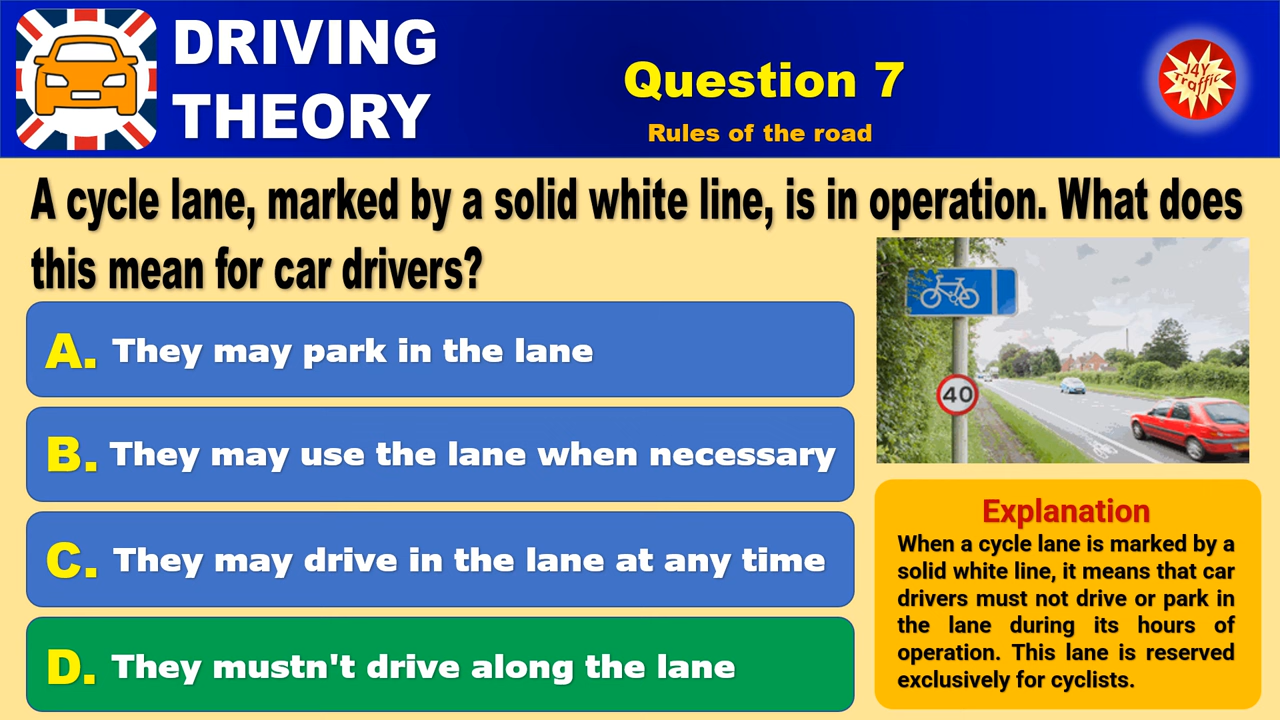 DRIVING
THEORY
Question 7
Rules of the road
J4Y
Traffic
A cycle lane, marked by a solid white line, is in operation. What does
this mean for car drivers?
A. They may park in the lane
B. They may use the lane when necessary
C. They may drive in the lane at any time
D. They mustn't drive along the lane
40
Explanation
When a cycle lane is marked by a
solid white line, it means that car
drivers must not drive or park in
the lane during its hours of
operation. This lane is reserved
exclusively for cyclists.